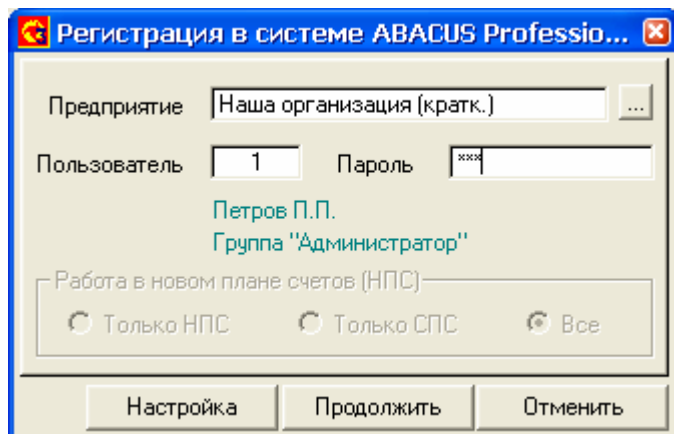 Регистрация в системе ABACUS Professio...
Предприятие Наша организация (кратк.) ...
Пользователь 1 Пароль ***
Петров П.П.
Группа "Администратор"
Работа в новом плане счетов (НПС)
Только НПС Только СПС Все
Настройка Продолжить Отменить